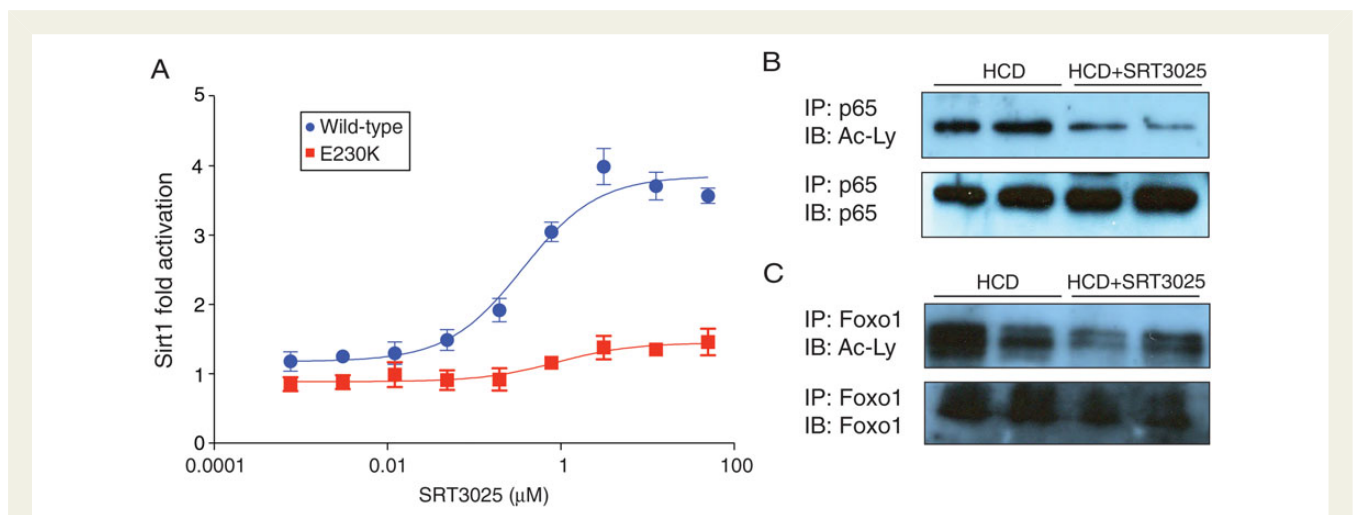 A
5
4
3
2
1
0
Sirt1 fold activation
Wild-type
E230K
0.0001
0.01
1
100
SRT3025 (μM)
B
HCD
HCD+SRT3025
IP: p65
IB: Ac-Ly
IP: p65
IB: p65
C
HCD
HCD+SRT3025
IP: Foxo1
IB: Ac-Ly
IP: Foxo1
IB: Foxo1